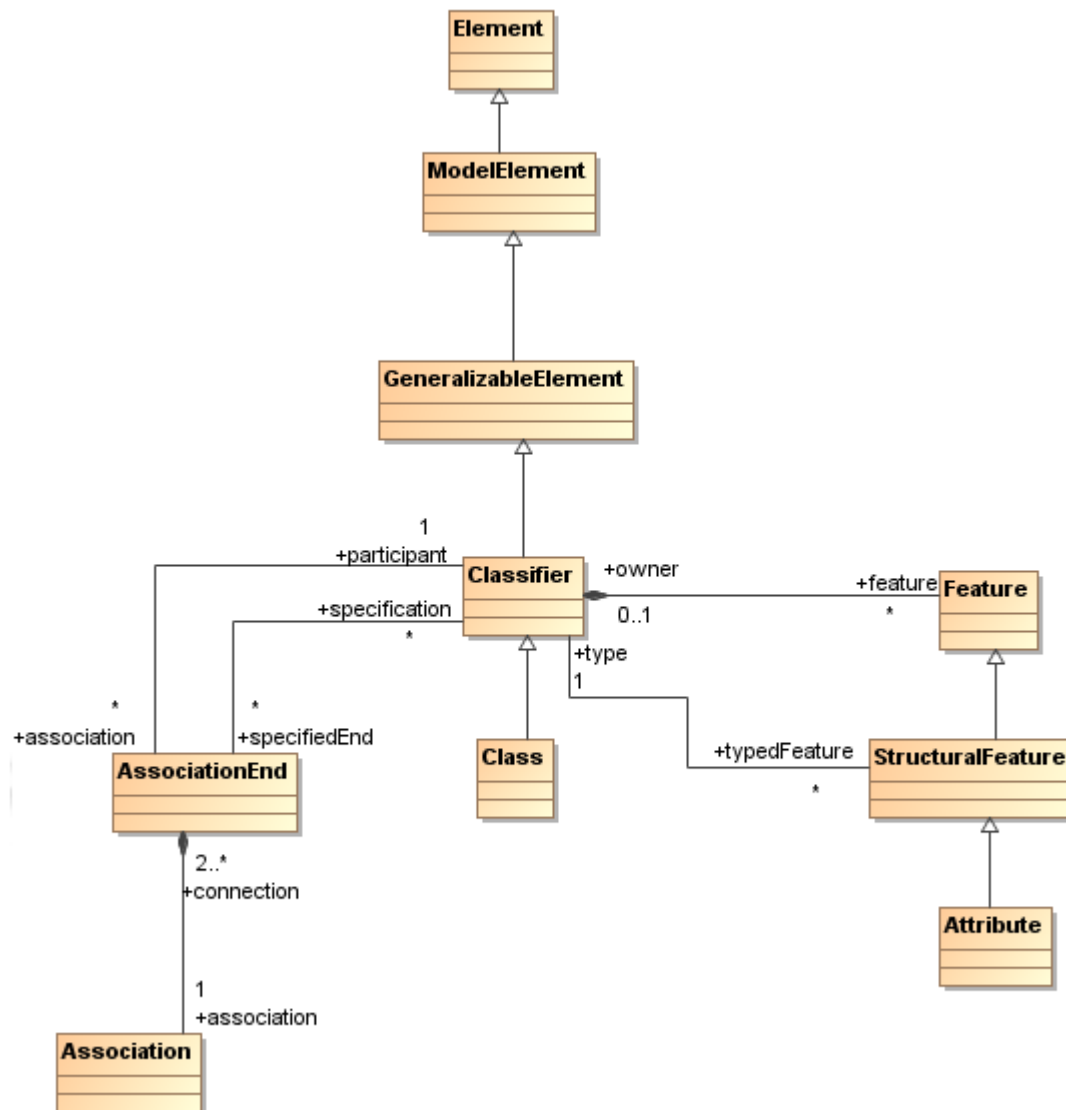 Element
ModelElement
GeneralizableElement
1
+participant
Classifier
+owner
+feature
Feature
+specification
*
0..1
*
+type
1
*
+association
*
+specifiedEnd
Class
+typedFeature
*
StructuralFeature
AssociationEnd
2..*
+connection
Attribute
1
+association
Association